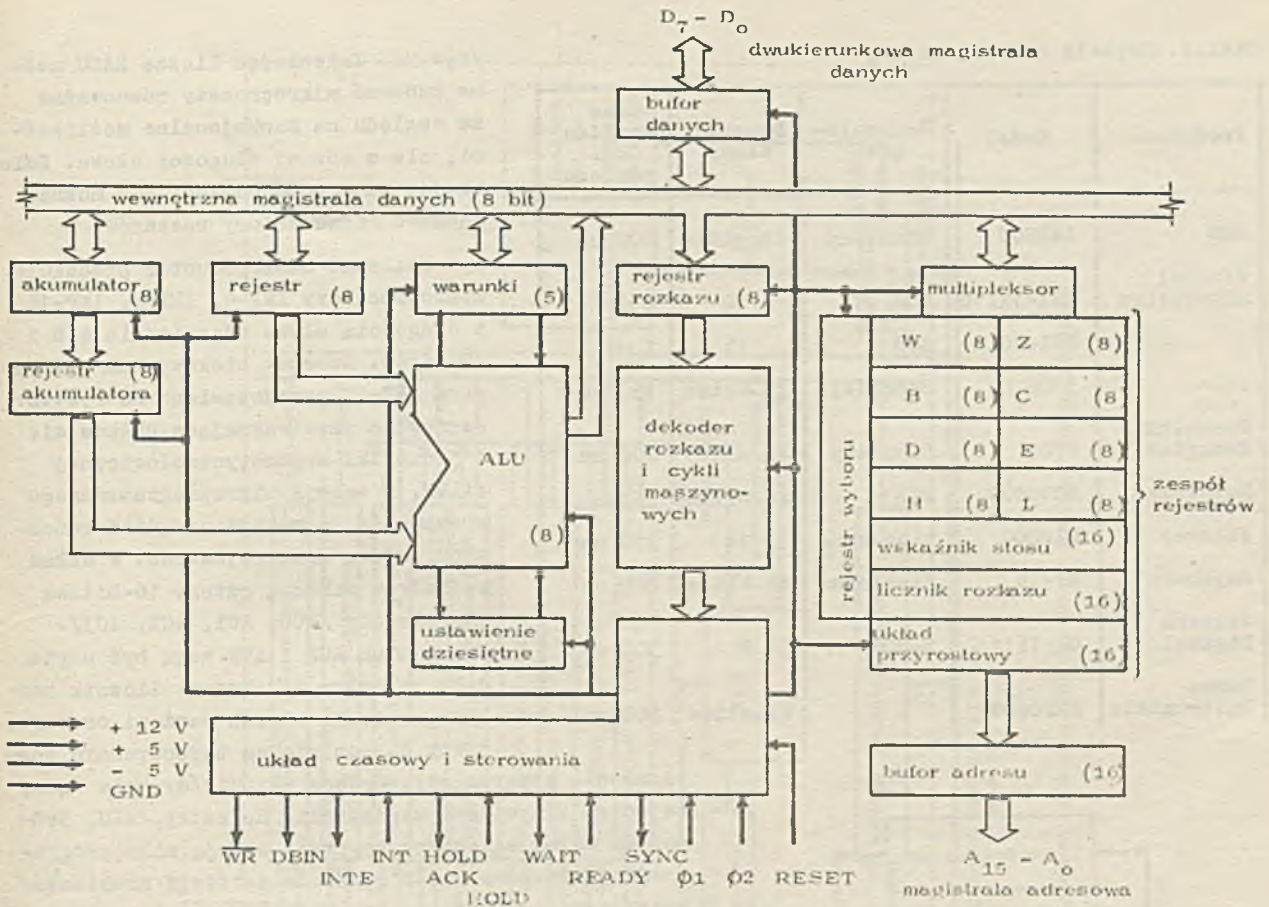 D7 – D0
dwukierunkowa magistrala
danych
bufor
danych
wewnętrzna magistrala danych (8 bit)
akumulator
(8)
rejestr
(8
warunki
(5)
rejestr
rozkazu (8)
multipleksor
rejestr (8)
akumulatora
ALU
(8)
dekoder
rozkazu
i cykli
maszyno-
wych
rejestr wyboru
W (8) Z (8)
B (8) C (8)
D (8) E (8)
H (8) L (8)
wskaźnik stosu (16)
licznik rozkazu (16)
układ
przyrostowy (16)
zespół
rejestrów
ustawienie
dziesiętne
+ 12 V
+ 5 V
– 5 V
GND
układ czasowy i sterowania
bufor adresu (16)
WR DBIN INT HOLD WAIT SYNC
INTE ACK READY Φ1 Φ2 RESET
HOLD
A15 – A0
magistrala adresowa